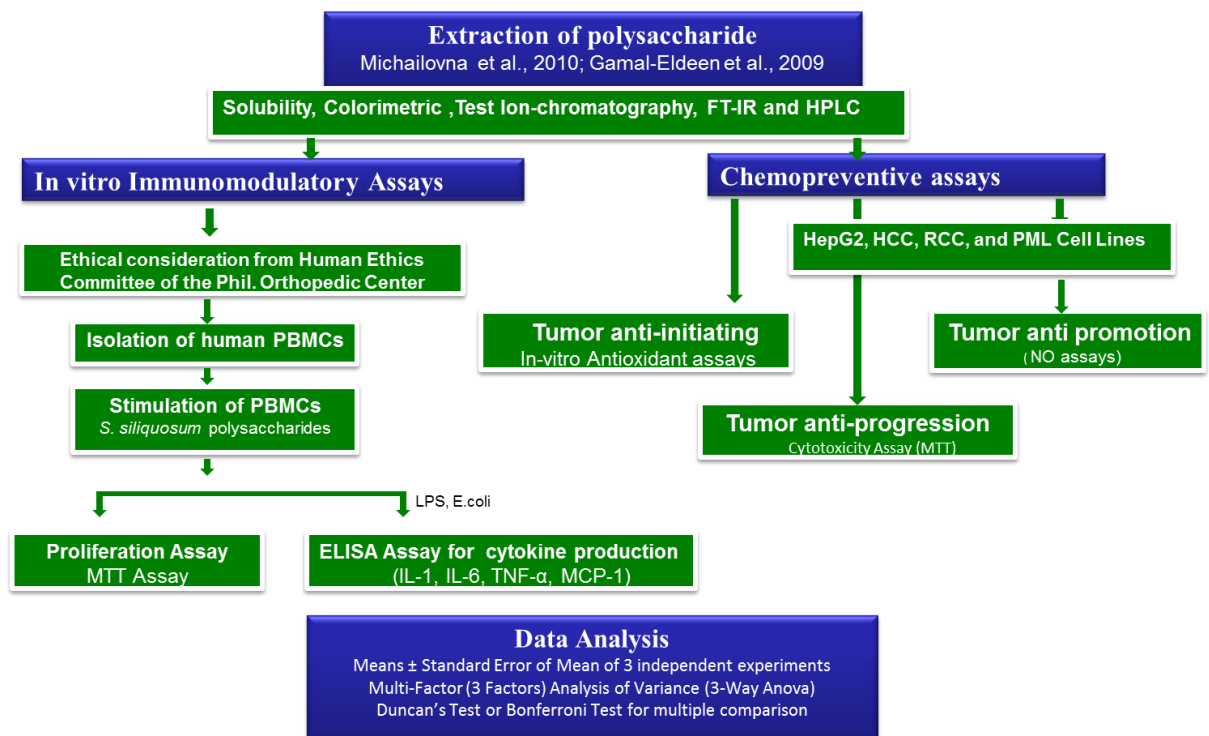 Extraction of polysaccharide
Michailovna et al., 2010; Gamal-Eldeen et al., 2009
Solubility, Colorimetric ,Test Ion-chromatography, FT-IR and HPLC
In vitro Immunomodulatory Assays
Ethical consideration from Human Ethics
Committee of the Phil. Orthopedic Center
Isolation of human PBMCs
Stimulation of PBMCs
S. siliquosum polysaccharides
LPS, E.coli
Proliferation Assay
MTT Assay
ELISA Assay for cytokine production
(IL-1, IL-6, TNF-α, MCP-1)
Chemopreventive assays
HepG2, HCC, RCC, and PML Cell Lines
Tumor anti-initiating
In-vitro Antioxidant assays
Tumor anti promotion
(NO assays)
Tumor anti-progression
Cytotoxicity Assay (MTT)
Data Analysis
Means ± Standard Error of Mean of 3 independent experiments
Multi-Factor (3 Factors) Analysis of Variance (3-Way Anova)
Duncan's Test or Bonferroni Test for multiple comparison